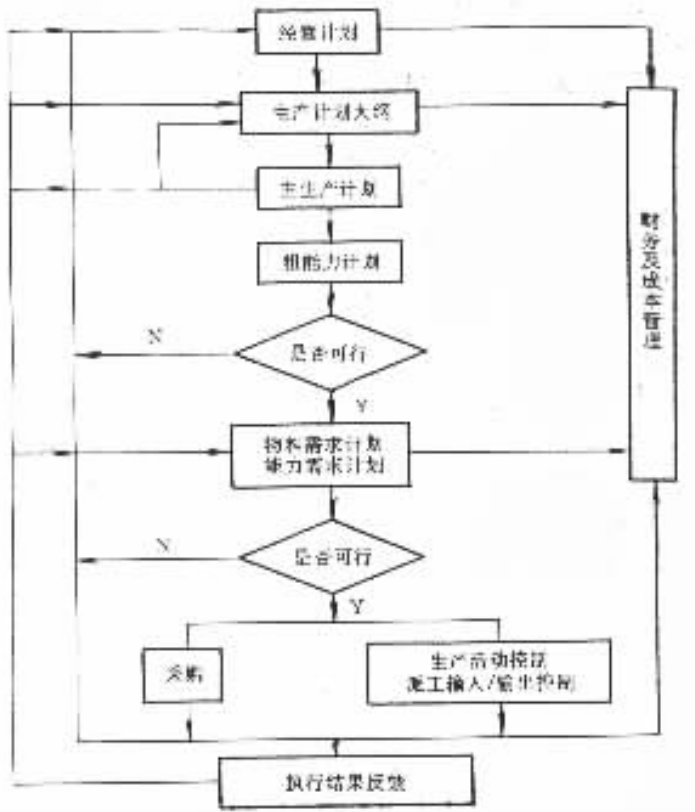 经营计划
生产计划大纲
主生产计划
粗能力计划
财务及成本管理
N
是否可行
Y
物料需求计划
能力需求计划
N
是否可行
Y
采购
生产活动控制
派工输入/输出控制
执行结果反馈